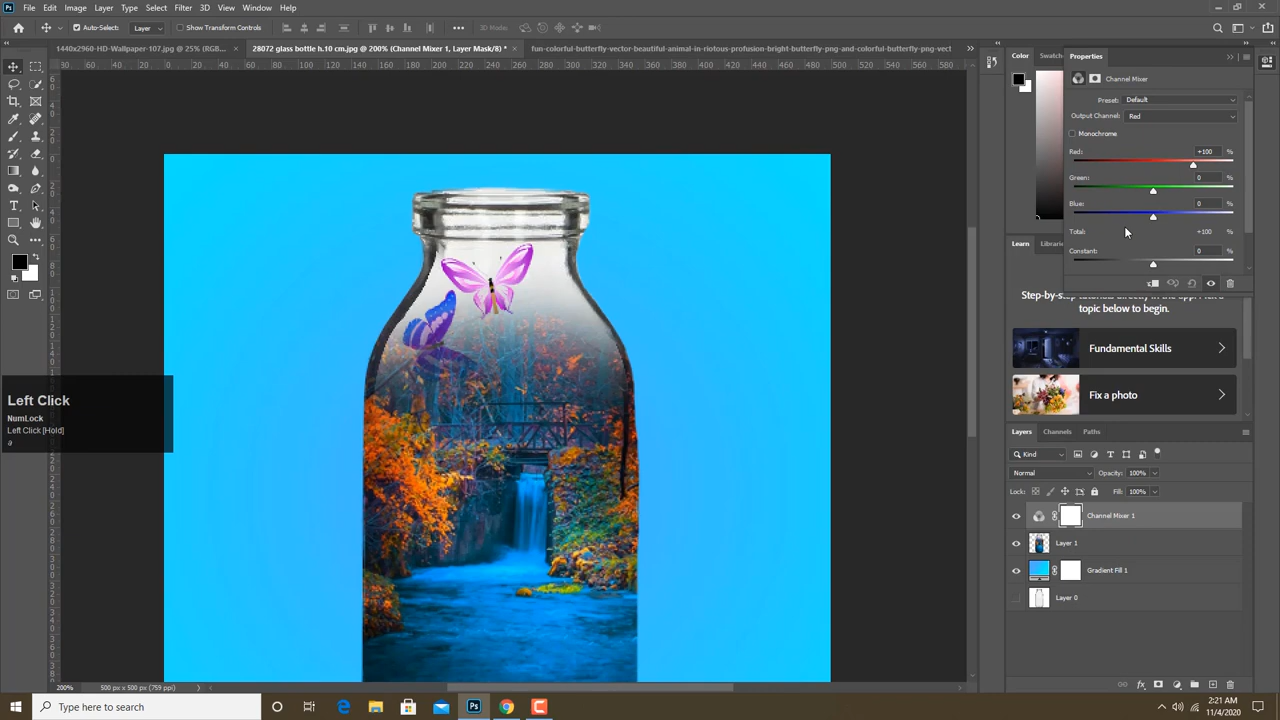 File Edit Image Layer Type Select Filter 3D View Window Help
Auto-Select: Layer Show Transform Controls 3D Mode:
1440x2960-HD-Wallpaper-107.jpg @ 25% (RGB... × 28072 glass bottle h.10 cm.jpg @ 200% (Channel Mixer 1, Layer Mask/8) * × fun-colorful-butterfly-vector-beautiful-animal-in-riotous-profusion-bright-butterfly-png-and-colorful-butterfly-png-vect
Color Swatch
Properties
Channel Mixer
Preset: Default
Output Channel: Red
Monochrome
Red: +100 %
Green: 0 %
Blue: 0 %
Total: +100 %
Constant: 0 %
Learn Librari
topic below to begin.
Fundamental Skills
Fix a photo
Left Click
NumLock
Left Click [Hold]
Layers Channels Paths
Kind
Normal Opacity: 100%
Lock: Fill: 100%
Channel Mixer 1
Layer 1
Gradient Fill 1
Layer 0
200% 500 px x 500 px (759 ppi)
Type here to search
2:21 AM
11/4/2020